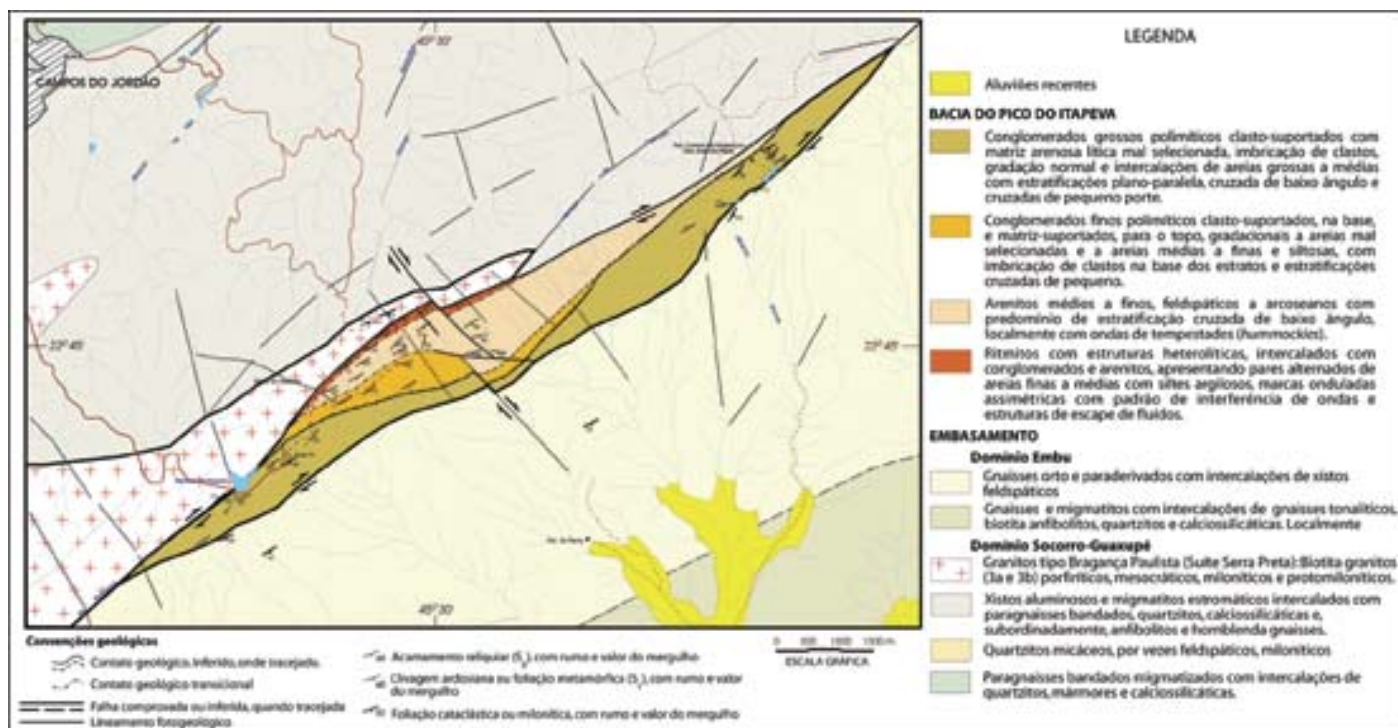 45° 30'
CAMPOS DO JORDÃO
22° 45'
22° 45'
45° 30'
LEGENDA
Aluviões recentes
BACIA DO PICO DO ITAPEVA
Conglomerados grossos polimíticos clasto-suportados com
matriz arenosa lítica mal selecionada, imbricação de clastos,
gradação normal e intercalações de areias grossas a médias
com estratificações plano-paralela, cruzada de baixo ângulo e
cruzadas de pequeno porte.
Conglomerados finos polimíticos clasto-suportados, na base,
e matriz-suportados, para o topo, gradacionais a areias mal
selecionadas e a areias médias a finas e siltosas, com
imbricação de clastos na base dos estratos e estratificações
cruzadas de pequeno.
Arenitos médios a finos, feldspáticos a arcoseanos com
predomínio de estratificação cruzada de baixo ângulo,
localmente com ondas de tempestades (hummockies).
Ritmitos com estruturas heterolíticas, intercalados com
conglomerados e arenitos, apresentando pares alternados de
areias finas a médias com siltes argilosos, marcas onduladas
assimétricas com padrão de interferência de ondas e
estruturas de escape de fluidos.
EMBASAMENTO
Domínio Embu
Gnaisses orto e paraderivados com intercalações de xistos
feldspáticos
Gnaisses e migmatitos com intercalações de gnaisses tonalíticos,
biotita anfibolitos, quartzitos e calciossilicáticas. Localmente
Domínio Socorro-Guaxupé
Granitos tipo Bragança Paulista (Suíte Serra Preta): Biotita granitos
(3a e 3b) porfiríticos, mesocráticos, miloníticos e protomiloníticos.
Xistos aluminosos e migmatitos estromáticos intercalados com
paragnaisses bandados, quartzitos, calciossilicáticas e,
subordinadamente, anfibolitos e hornblenda gnaisses.
Quartzitos micáceos, por vezes feldspáticos, miloníticos
Paragnaisses bandados migmatizados com intercalações de
quartzitos, mármores e calciossilicáticas.
Convenções geológicas
Contato geológico. Inferido, onde tracejado.
Contato geológico transicional
Falha comprovada ou inferida, quando tracejada
Lineamento fotogeológico
Acamamento reliquiar (S0), com rumo e valor do mergulho
Clivagem ardosiana ou foliação metamórfica (S1), com rumo e valor
do mergulho
Foliação cataclástica ou milonítica, com rumo e valor do mergulho
ESCALA GRÁFICA